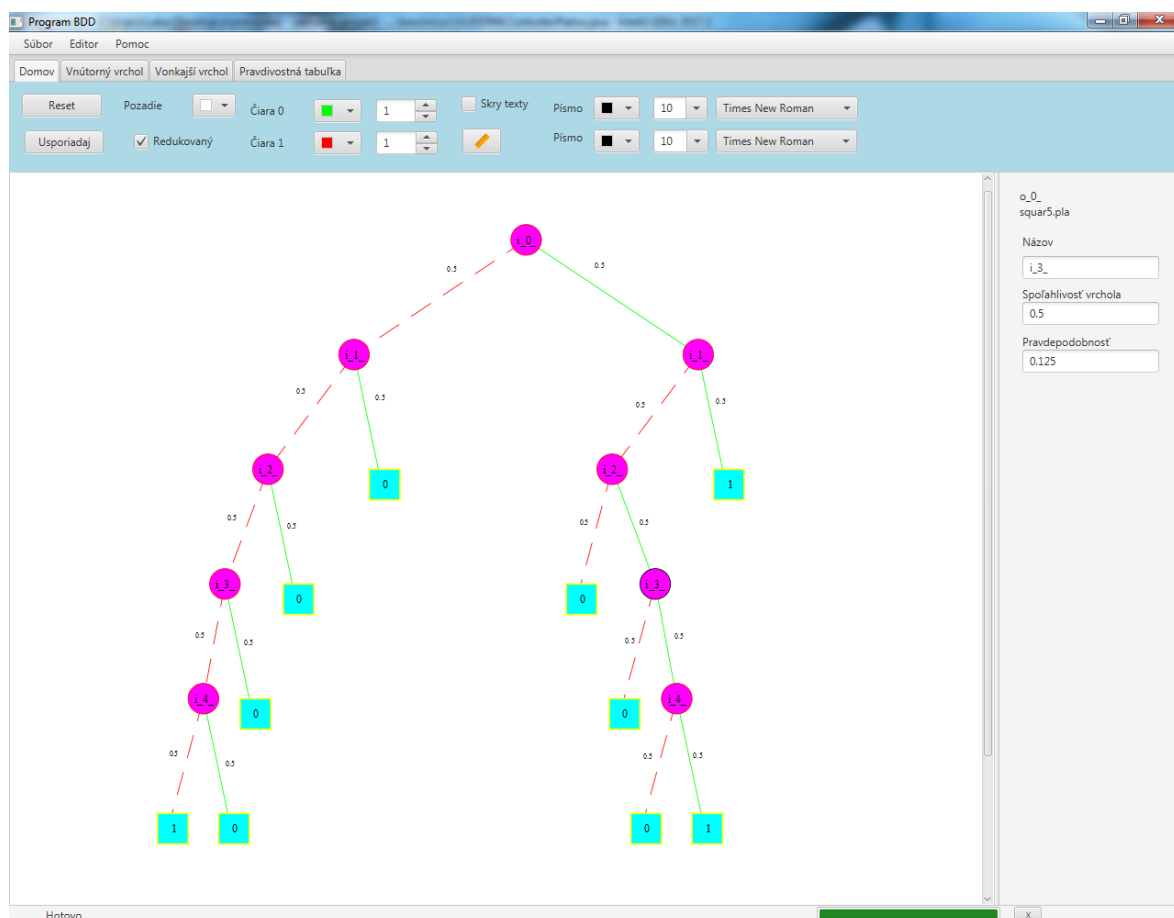 Program BDD
Súbor Editor Pomoc
Domov Vnútorný vrchol Vonkajší vrchol Pravdivostná tabuľka
Reset Pozadie Čiara 0 1 Skry texty Písmo 10 Times New Roman
Usporiadaj Redukovaný Čiara 1 1 Písmo 10 Times New Roman
o_0_
squar5.pla
Názov
i_3_
Spoľahlivosť vrchola
0.5
Pravdepodobnosť
0.125
i_0_
0.5 0.5
i_1_ i_1_
0.5 0.5 0.5 0.5
i_2_ 0 i_2_ 1
0.5 0.5 0.5 0.5
i_3_ 0 0 i_3_
0.5 0.5 0.5 0.5
i_4_ 0 0 i_4_
0.5 0.5 0.5 0.5
1 0 0 1
Hotovo x